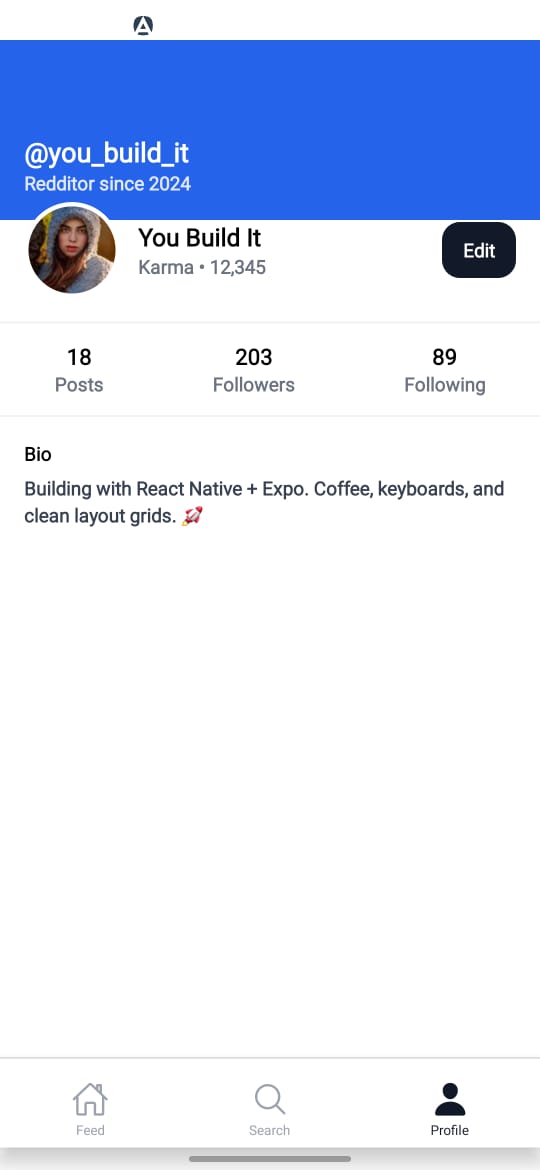 @you_build_it
Redditor since 2024
You Build It
Karma • 12,345
Edit
18
Posts
203
Followers
89
Following
Bio
Building with React Native + Expo. Coffee, keyboards, and
clean layout grids. 🚀
Feed
Search
Profile